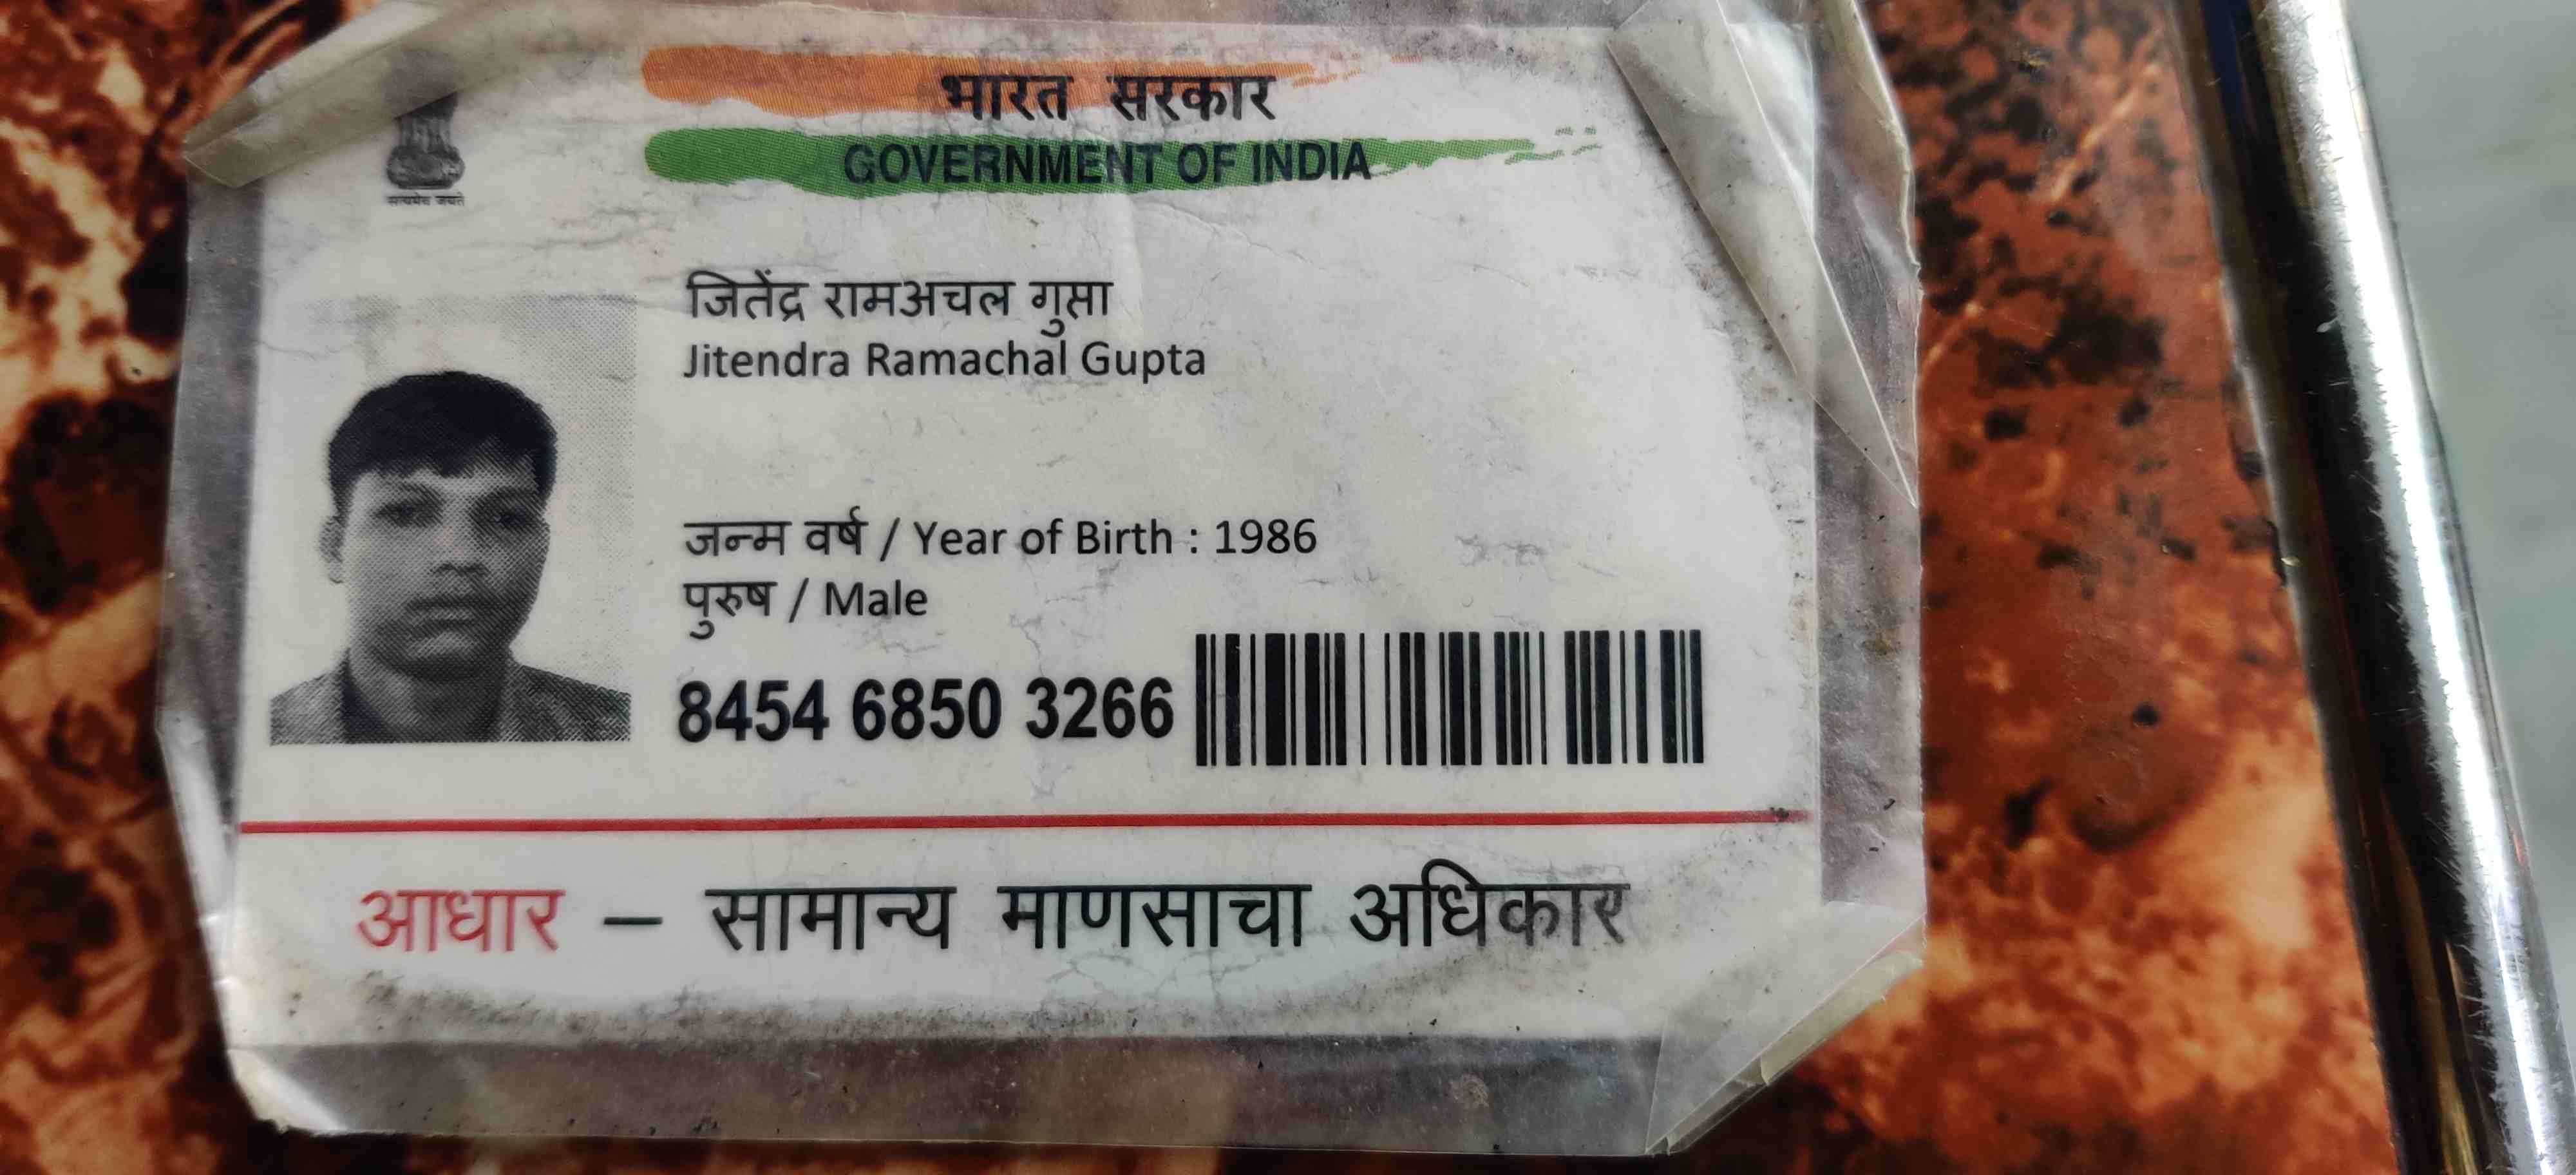 भारत सरकार
GOVERNMENT OF INDIA
सत्यमेव जयते
जितेंद्र रामअचल गुप्ता
Jitendra Ramachal Gupta
जन्म वर्ष / Year of Birth : 1986
पुरुष / Male
8454 6850 3266
आधार – सामान्य माणसाचा अधिकार